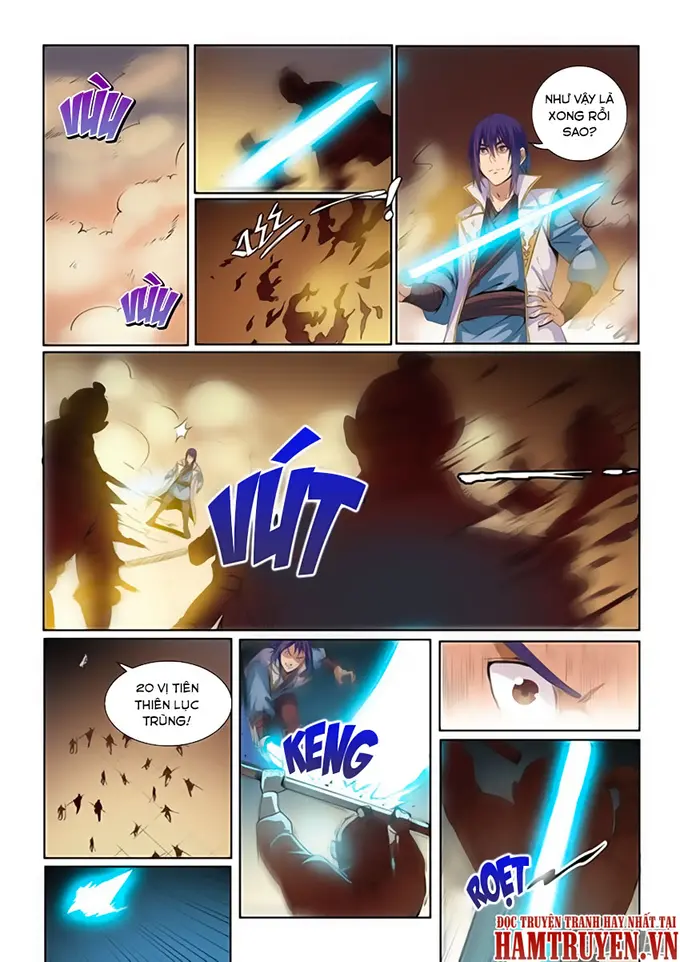 VÙU
VÙU
NHƯ VẬY LÀ
XONG RỒI
SAO?
VÚT
20 VỊ TIÊN
THIÊN LỤC
TRÙNG!
KENG
ROẸT
ĐỌC TRUYỆN TRANH HAY NHẤT TẠI
HAMTRUYEN.VN